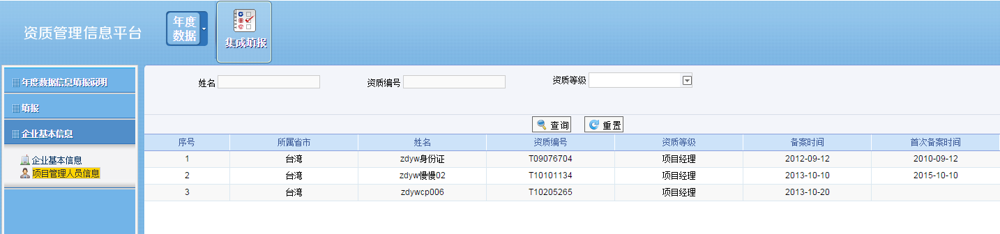 资质管理信息平台
年度
数据
集成填报
年度数据信息填报说明
填报
企业基本信息
企业基本信息
项目管理人员信息
姓名 资质编号 资质等级
查询 重置
序号 所属省市 姓名 资质编号 资质等级 备案时间 首次备案时间
1 台湾 zdyw身份证 T09076704 项目经理 2012-09-12 2010-09-12
2 台湾 zdyw慢慢02 T10101134 项目经理 2013-10-10 2015-10-10
3 台湾 zdywcp006 T10205265 项目经理 2013-10-20